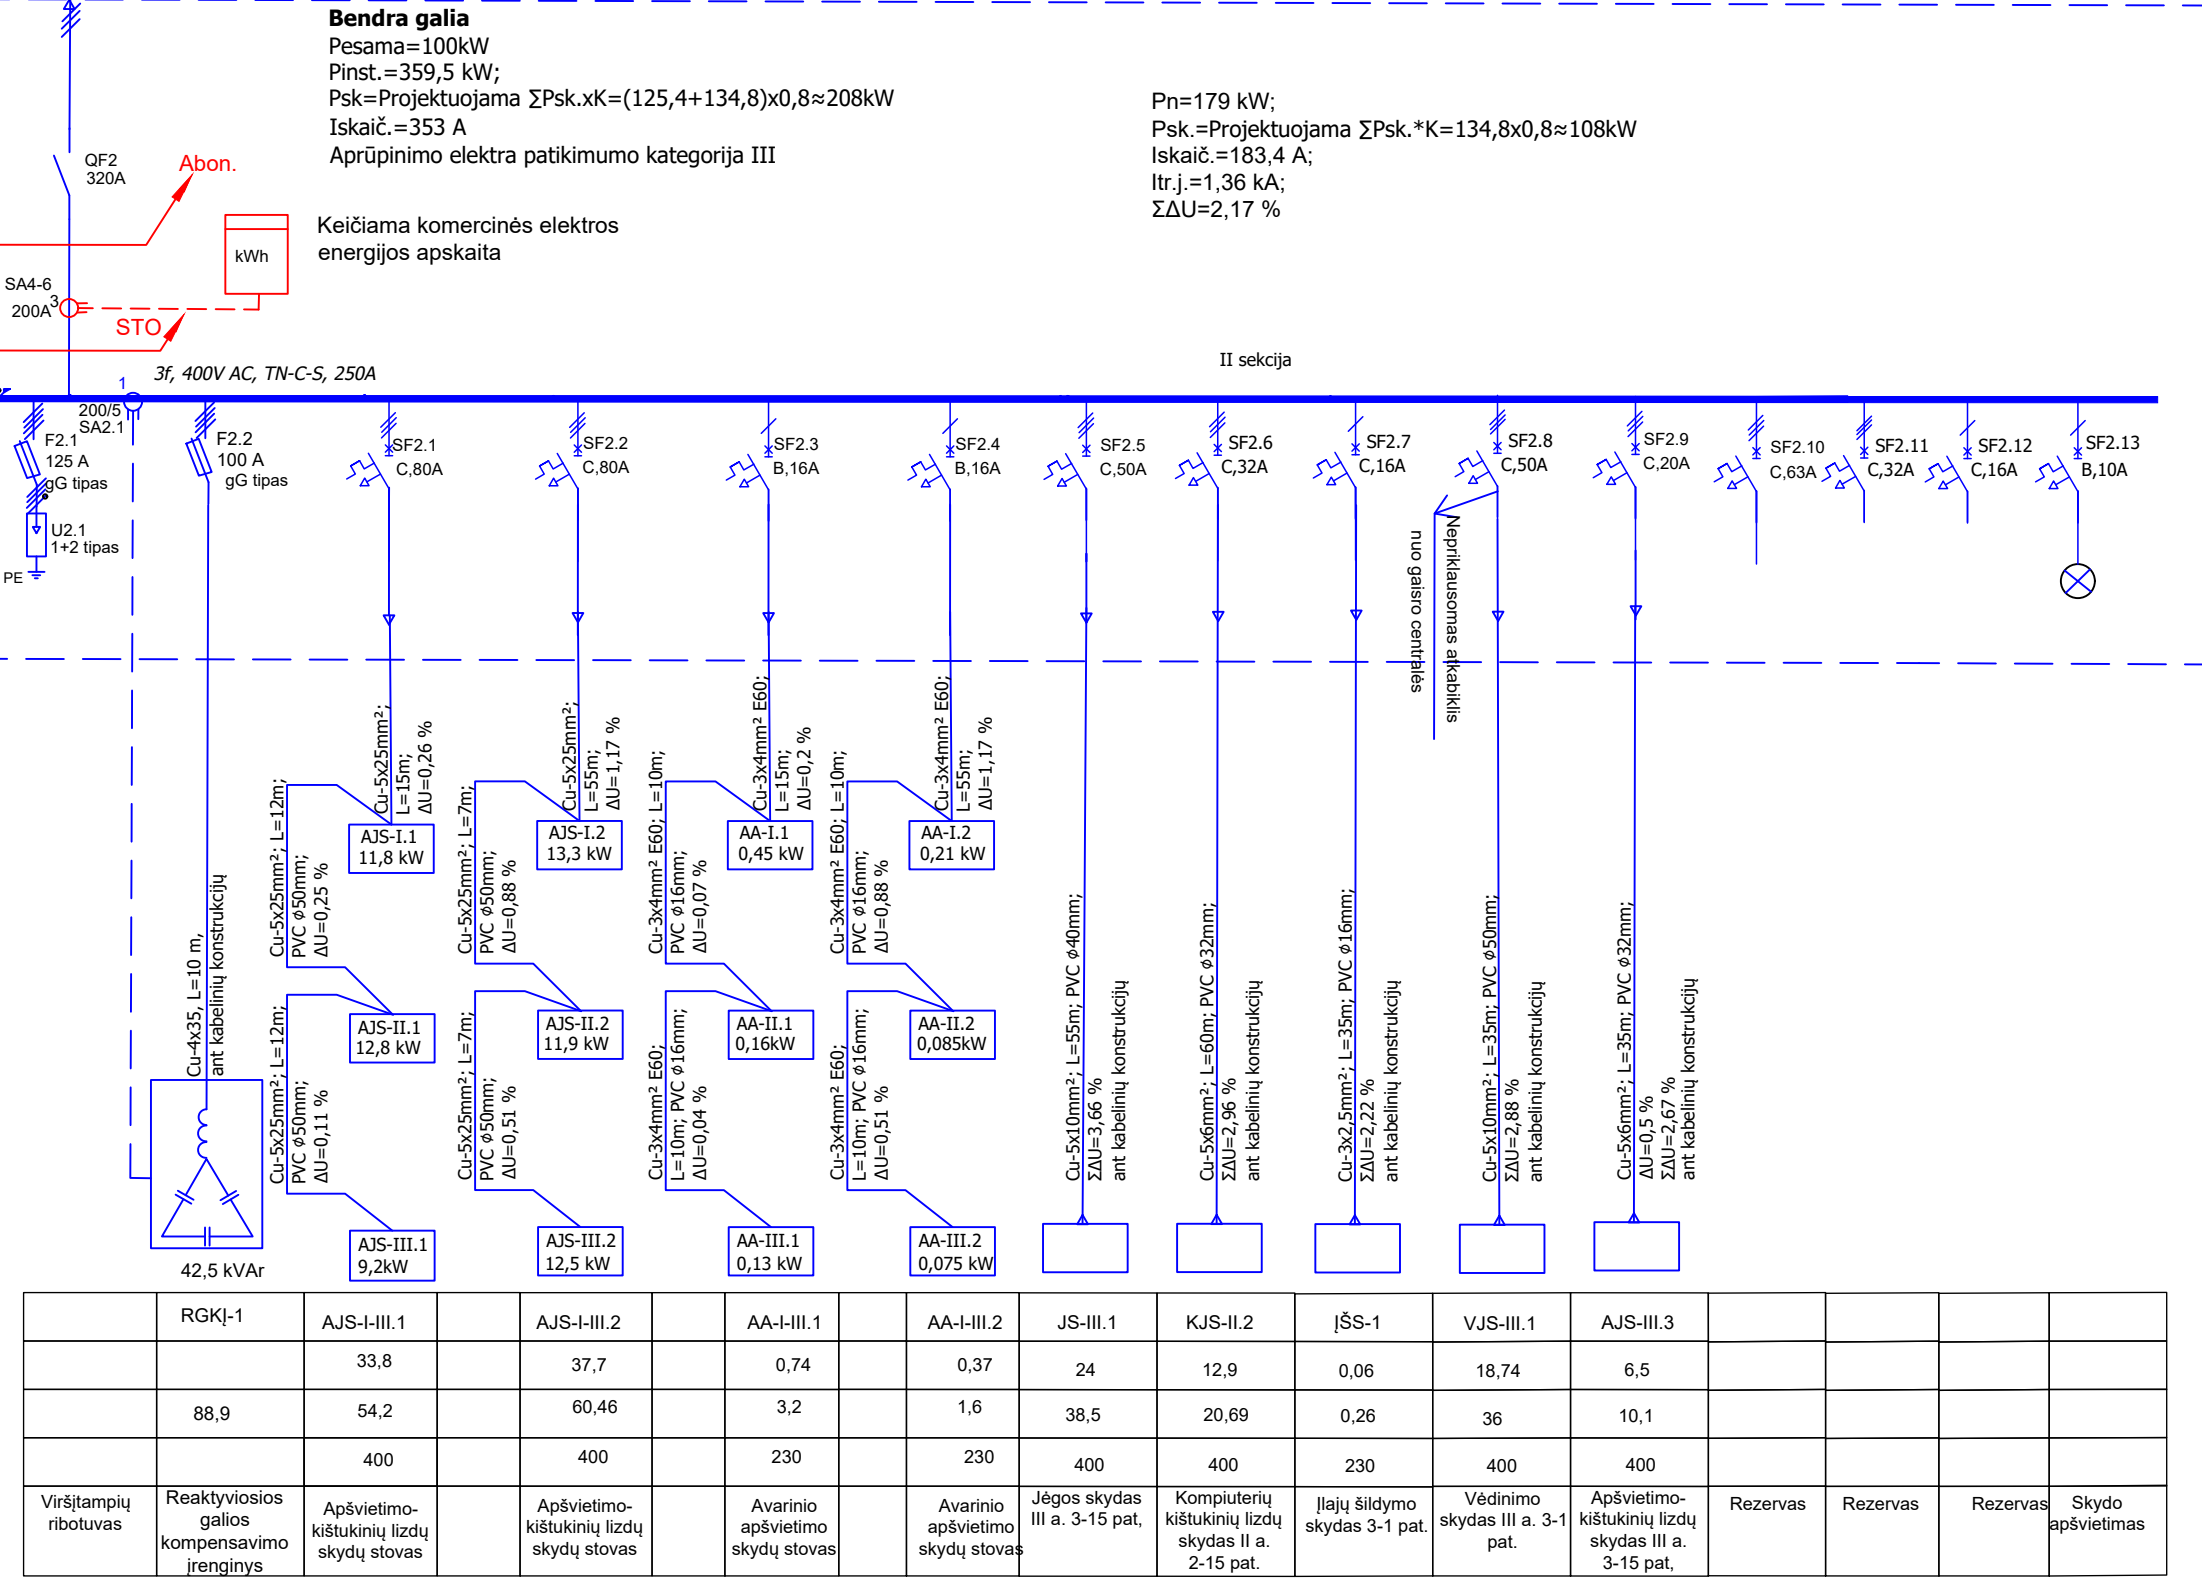 Bendra galia
Pesama=100kW
Pinst.=359,5 kW;
Psk=Projektuojama ∑Psk.xK=(125,4+134,8)x0,8≈208kW
Iskaič.=353 A
Aprūpinimo elektra patikimumo kategorija III
Pn=179 kW;
Psk.=Projektuojama ∑Psk.*K=134,8x0,8≈108kW
Iskaič.=183,4 A;
Itr.j.=1,36 kA;
ΣΔU=2,17 %
QF2
320A
Abon.
kWh
Keičiama komercinės elektros
energijos apskaita
SA4-6
200A
3
STO
3f, 400V AC, TN-C-S, 250A
II sekcija
1
200/5
SA2.1
F2.1
125 A
gG tipas
U2.1
1+2 tipas
PE
F2.2
100 A
gG tipas
SF2.1
C,80A
SF2.2
C,80A
SF2.3
B,16A
SF2.4
B,16A
SF2.5
C,50A
SF2.6
C,32A
SF2.7
C,16A
SF2.8
C,50A
SF2.9
C,20A
SF2.10
C,63A
SF2.11
C,32A
SF2.12
C,16A
SF2.13
B,10A
Nepriklausomas atkabiklis
nuo gaisro centralės
Cu-4x35, L=10 m,
ant kabelinių konstrukcijų
42,5 kVAr
Cu-5x25mm²;
L=15m;
ΔU=0,26 %
AJS-I.1
11,8 kW
Cu-5x25mm²; L=12m;
PVC ⌀50mm;
ΔU=0,25 %
AJS-II.1
12,8 kW
Cu-5x25mm²; L=12m;
PVC ⌀50mm;
ΔU=0,11 %
AJS-III.1
9,2kW
Cu-5x25mm²;
L=55m;
ΔU=1,17 %
AJS-I.2
13,3 kW
Cu-5x25mm²; L=7m;
PVC ⌀50mm;
ΔU=0,88 %
AJS-II.2
11,9 kW
Cu-5x25mm²; L=7m;
PVC ⌀50mm;
ΔU=0,51 %
AJS-III.2
12,5 kW
Cu-3x4mm² E60;
L=15m;
ΔU=0,2 %
AA-I.1
0,45 kW
Cu-3x4mm² E60; L=10m;
PVC ⌀16mm;
ΔU=0,07 %
AA-II.1
0,16kW
Cu-3x4mm² E60;
L=10m; PVC ⌀16mm;
ΔU=0,04 %
AA-III.1
0,13 kW
Cu-3x4mm² E60;
L=55m;
ΔU=1,17 %
AA-I.2
0,21 kW
Cu-3x4mm² E60; L=10m;
PVC ⌀16mm;
ΔU=0,88 %
AA-II.2
0,085kW
Cu-3x4mm² E60;
L=10m; PVC ⌀16mm;
ΔU=0,51 %
AA-III.2
0,075 kW
Cu-5x10mm²; L=55m; PVC ⌀40mm;
ΣΔU=3,66 %
ant kabelinių konstrukcijų
Cu-5x6mm²; L=60m; PVC ⌀32mm;
ΣΔU=2,96 %
ant kabelinių konstrukcijų
Cu-3x2,5mm²; L=35m; PVC ⌀16mm;
ΣΔU=2,22 %
ant kabelinių konstrukcijų
Cu-5x10mm²; L=35m; PVC ⌀50mm;
ΣΔU=2,88 %
ant kabelinių konstrukcijų
Cu-5x6mm²; L=35m; PVC ⌀32mm;
ΔU=0,5 %
ΣΔU=2,67 %
ant kabelinių konstrukcijų
RGKĮ-1 AJS-I-III.1 AJS-I-III.2 AA-I-III.1 AA-I-III.2 JS-III.1 KJS-II.2 ĮŠS-1 VJS-III.1 AJS-III.3
33,8 37,7 0,74 0,37 24 12,9 0,06 18,74 6,5
88,9 54,2 60,46 3,2 1,6 38,5 20,69 0,26 36 10,1
400 400 230 230 400 400 230 400 400
Viršįtampių
ribotuvas
Reaktyviosios
galios
kompensavimo
įrenginys
Apšvietimo-
kištukinių lizdų
skydų stovas
Apšvietimo-
kištukinių lizdų
skydų stovas
Avarinio
apšvietimo
skydų stovas
Avarinio
apšvietimo
skydų stovas
Jėgos skydas
III a. 3-15 pat,
Kompiuterių
kištukinių lizdų
skydas II a.
2-15 pat.
Įlajų šildymo
skydas 3-1 pat.
Vėdinimo
skydas III a. 3-1
pat.
Apšvietimo-
kištukinių lizdų
skydas III a.
3-15 pat,
Rezervas
Rezervas
Rezervas
Skydo
apšvietimas